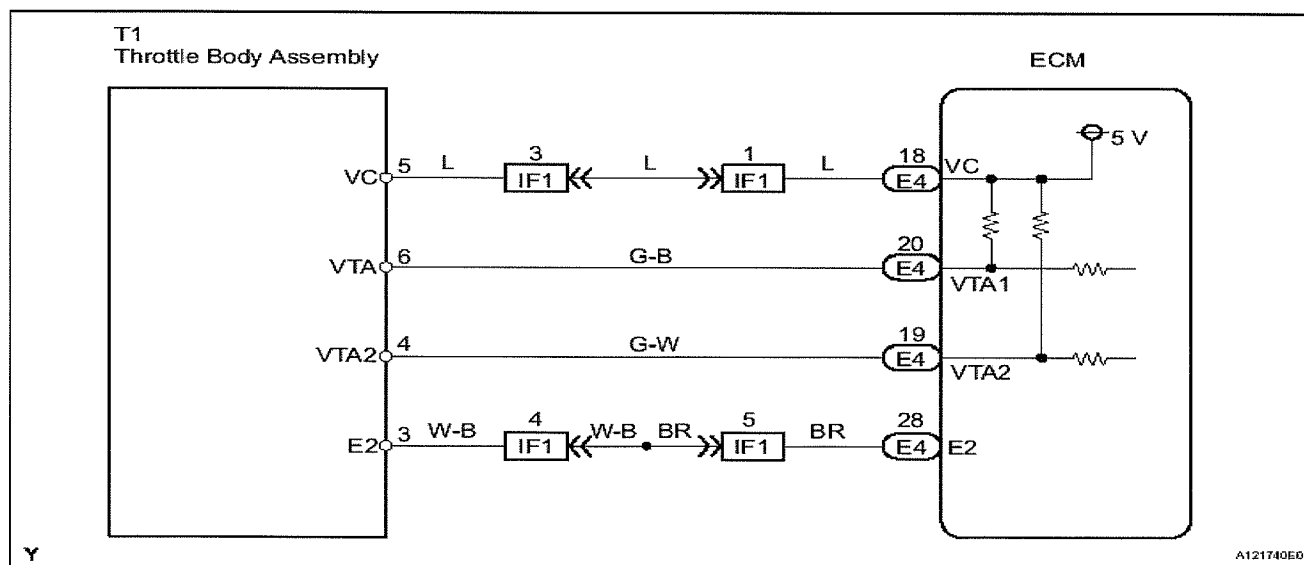 T1
Throttle Body Assembly
ECM
5 V
VC 5 L 3 IF1 L 1 IF1 L 18 E4 VC
VTA 6 G-B 20 E4 VTA1
VTA2 4 G-W 19 E4 VTA2
E2 3 W-B 4 IF1 W-B BR 5 IF1 BR 28 E4 E2
Y
A121740E0